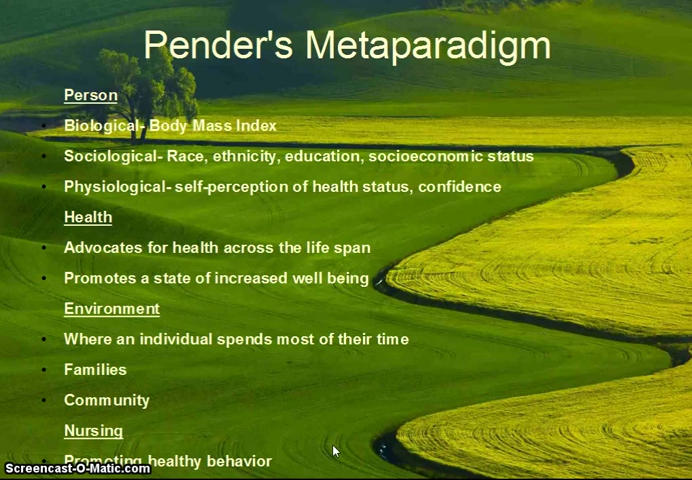 Pender's Metaparadigm
Person
• Biological- Body Mass Index
• Sociological- Race, ethnicity, education, socioeconomic status
• Physiological- self-perception of health status, confidence
Health
• Advocates for health across the life span
• Promotes a state of increased well being
Environment
• Where an individual spends most of their time
• Families
• Community
Nursing
• Promoting healthy behavior
Screencast-O-Matic.com